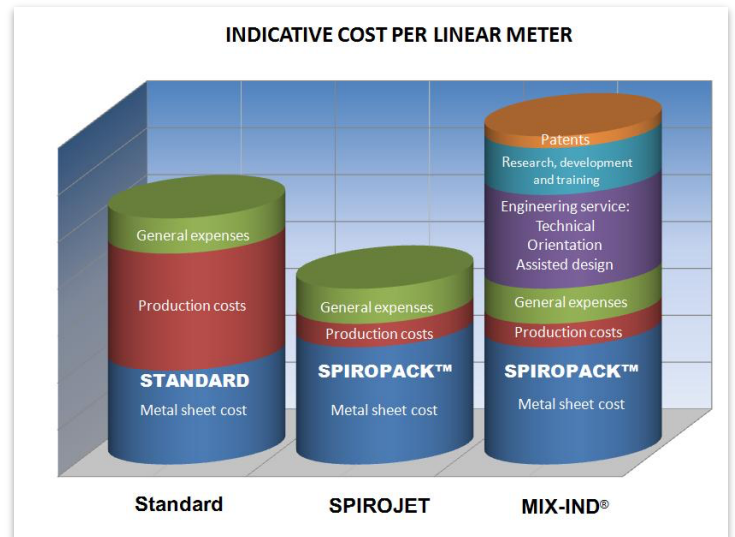 INDICATIVE COST PER LINEAR METER
General expenses
Production costs
STANDARD
Metal sheet cost
General expenses
Production costs
SPIROPACK™
Metal sheet cost
Patents
Research, development
and training
Engineering service:
Technical
Orientation
Assisted design
General expenses
Production costs
SPIROPACK™
Metal sheet cost
Standard
SPIROJET
MIX-IND®